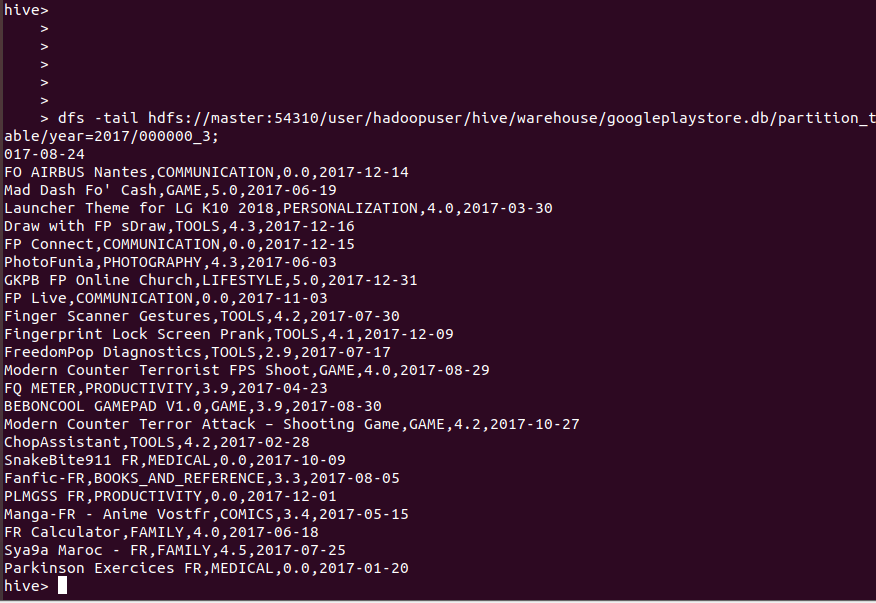 hive>
>
>
>
>
>
> dfs -tail hdfs://master:54310/user/hadoopuser/hive/warehouse/googleplaystore.db/partition_t
able/year=2017/000000_3;
017-08-24
FO AIRBUS Nantes,COMMUNICATION,0.0,2017-12-14
Mad Dash Fo' Cash,GAME,5.0,2017-06-19
Launcher Theme for LG K10 2018,PERSONALIZATION,4.0,2017-03-30
Draw with FP sDraw,TOOLS,4.3,2017-12-16
FP Connect,COMMUNICATION,0.0,2017-12-15
PhotoFunia,PHOTOGRAPHY,4.3,2017-06-03
GKPB FP Online Church,LIFESTYLE,5.0,2017-12-31
FP Live,COMMUNICATION,0.0,2017-11-03
Finger Scanner Gestures,TOOLS,4.2,2017-07-30
Fingerprint Lock Screen Prank,TOOLS,4.1,2017-12-09
FreedomPop Diagnostics,TOOLS,2.9,2017-07-17
Modern Counter Terrorist FPS Shoot,GAME,4.0,2017-08-29
FQ METER,PRODUCTIVITY,3.9,2017-04-23
BEBONCOOL GAMEPAD V1.0,GAME,3.9,2017-08-30
Modern Counter Terror Attack – Shooting Game,GAME,4.2,2017-10-27
ChopAssistant,TOOLS,4.2,2017-02-28
SnakeBite911 FR,MEDICAL,0.0,2017-10-09
Fanfic-FR,BOOKS_AND_REFERENCE,3.3,2017-08-05
PLMGSS FR,PRODUCTIVITY,0.0,2017-12-01
Manga-FR - Anime Vostfr,COMICS,3.4,2017-05-15
FR Calculator,FAMILY,4.0,2017-06-18
Sya9a Maroc - FR,FAMILY,4.5,2017-07-25
Parkinson Exercices FR,MEDICAL,0.0,2017-01-20
hive>